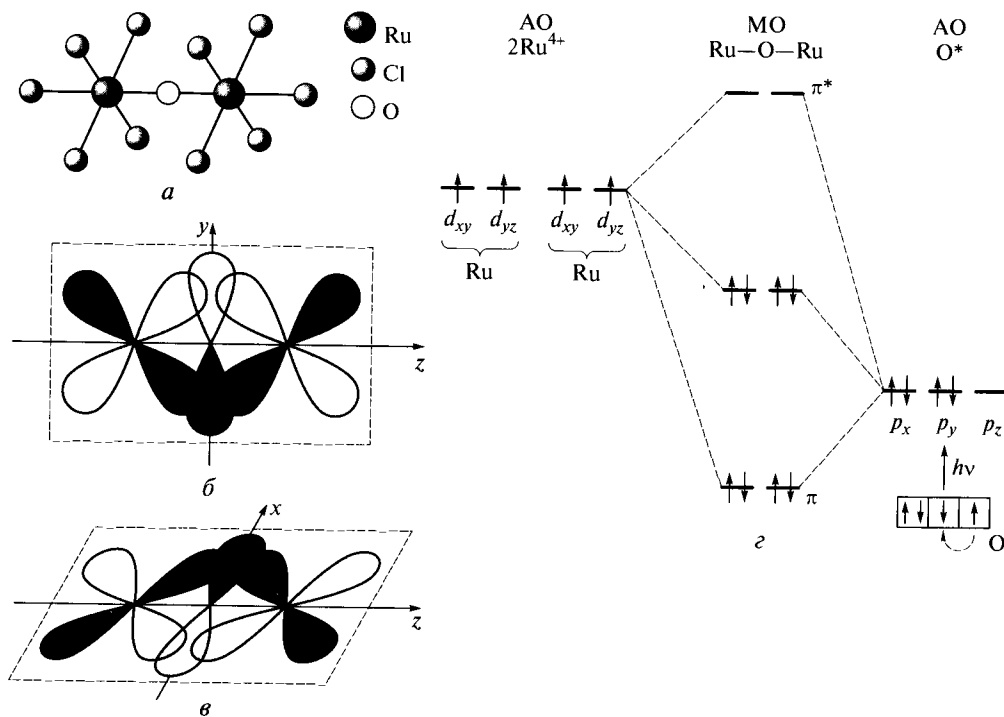 Ru
Cl
O
а
y
z
б
x
z
в
AO
2Ru⁴⁺
MO
Ru—O—Ru
AO
O*
π*
dxy dyz dxy dyz
Ru Ru
px py pz
π
hν
O
г